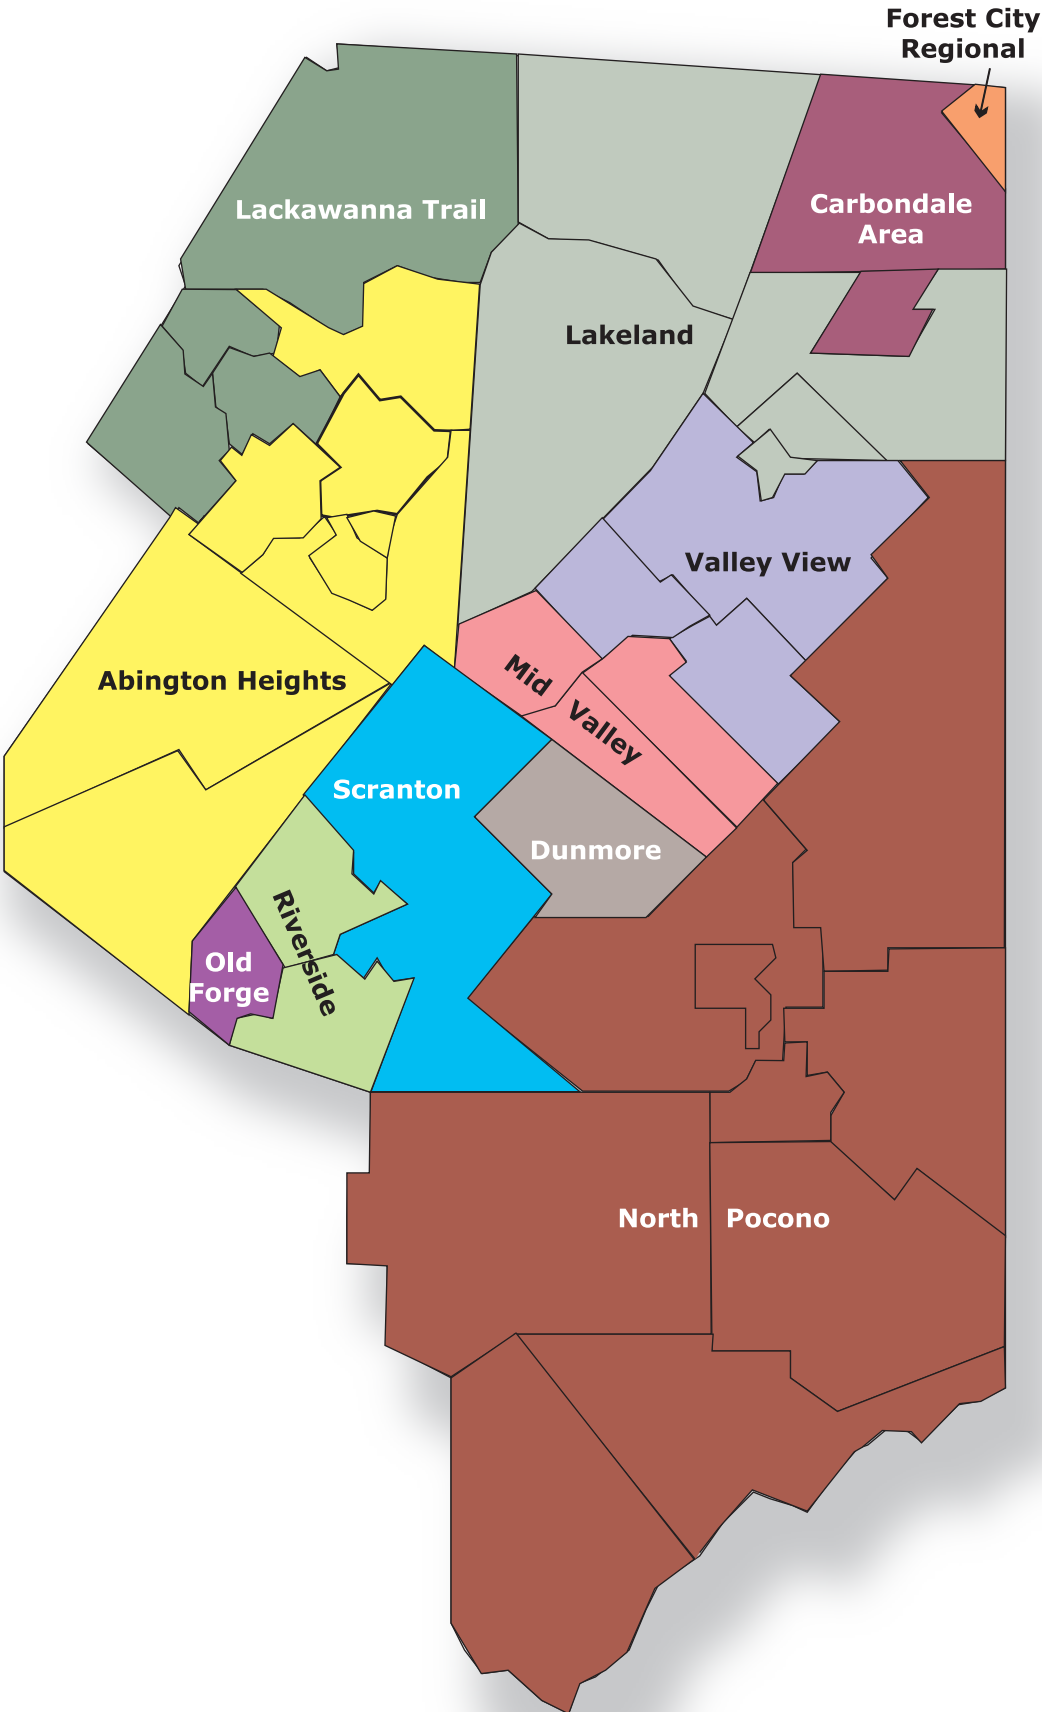 Forest City
Regional
Lackawanna Trail
Carbondale
Area
Lakeland
Valley View
Mid
Valley
Abington Heights
Scranton
Dunmore
Riverside
Old
Forge
North Pocono